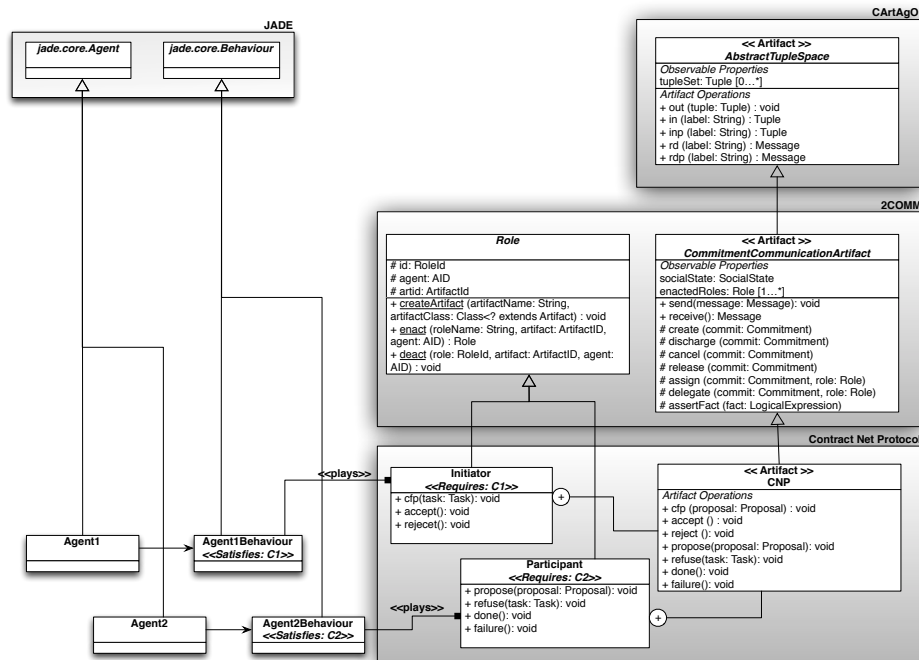 JADE
jade.core.Agent
jade.core.Behaviour
CArtAgO
<< Artifact >>
AbstractTupleSpace
Observable Properties
tupleSet: Tuple [0...*]
Artifact Operations
+ out (tuple: Tuple) : void
+ in (label: String) : Tuple
+ inp (label: String) : Tuple
+ rd (label: String) : Message
+ rdp (label: String) : Message
2COMM
Role
# id: RoleId
# agent: AID
# artid: ArtifactId
+ createArtifact (artifactName: String,
artifactClass: Class<? extends Artifact) : void
+ enact (roleName: String, artifact: ArtifactID,
agent: AID) : Role
+ deact (role: RoleId, artifact: ArtifactID, agent:
AID) : void
<< Artifact >>
CommitmentCommunicationArtifact
Observable Properties
socialState: SocialState
enactedRoles: Role [1...*]
+ send(message: Message): void
+ receive(): Message
# create (commit: Commitment)
# discharge (commit: Commitment)
# cancel (commit: Commitment)
# release (commit: Commitment)
# assign (commit: Commitment, role: Role)
# delegate (commit: Commitment, role: Role)
# assertFact (fact: LogicalExpression)
Contract Net Protocol
<<plays>>
Initiator
<<Requires: C1>>
+ cfp(task: Task): void
+ accept(): void
+ rejecet(): void
+
<< Artifact >>
CNP
Artifact Operations
+ cfp (proposal: Proposal) : void
+ accept () : void
+ reject (): void
+ propose(proposal: Proposal): void
+ refuse(task: Task): void
+ done(): void
+ failure(): void
Agent1
Agent1Behaviour
<<Satisfies: C1>>
Participant
<<Requires: C2>>
+ propose(proposal: Proposal): void
+ refuse(task: Task): void
+ done(): void
+ failure(): void
+
<<plays>>
Agent2
Agent2Behaviour
<<Satisfies: C2>>